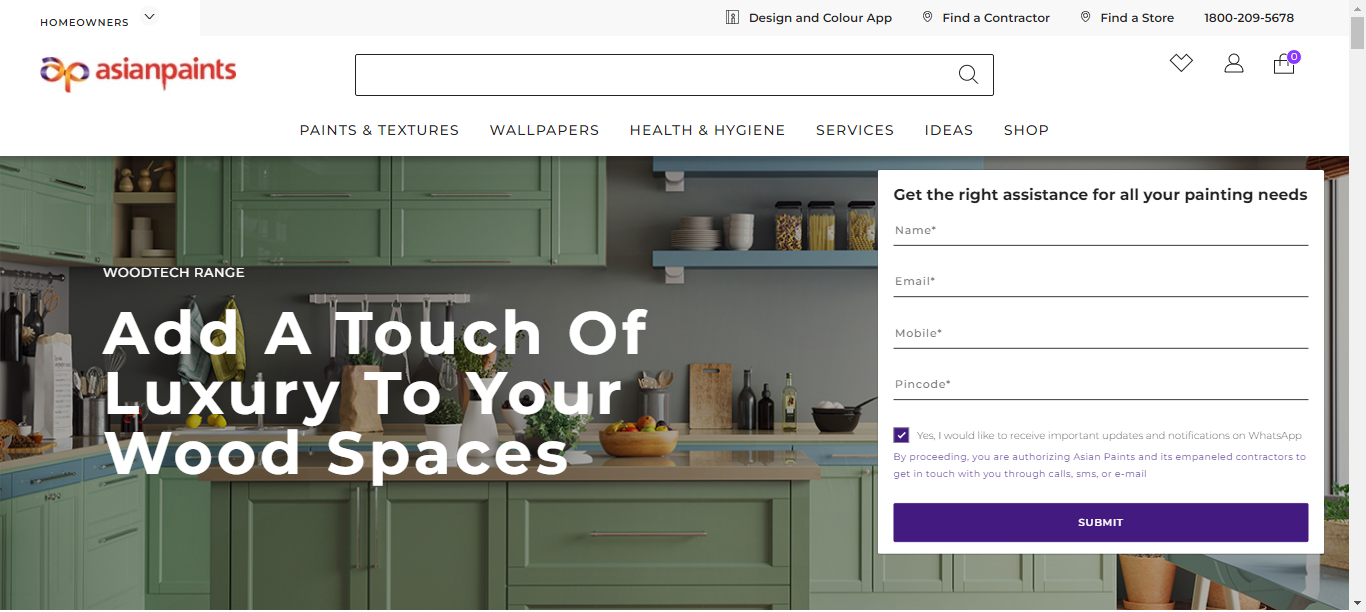 HOMEOWNERS
Design and Colour App
Find a Contractor
Find a Store
1800-209-5678
asianpaints
0
PAINTS & TEXTURES
WALLPAPERS
HEALTH & HYGIENE
SERVICES
IDEAS
SHOP
WOODTECH RANGE
Add A Touch Of
Luxury To Your
Wood Spaces
Get the right assistance for all your painting needs
Name*
Email*
Mobile*
Pincode*
Yes, I would like to receive important updates and notifications on WhatsApp
By proceeding, you are authorizing Asian Paints and its empaneled contractors to
get in touch with you through calls, sms, or e-mail
SUBMIT